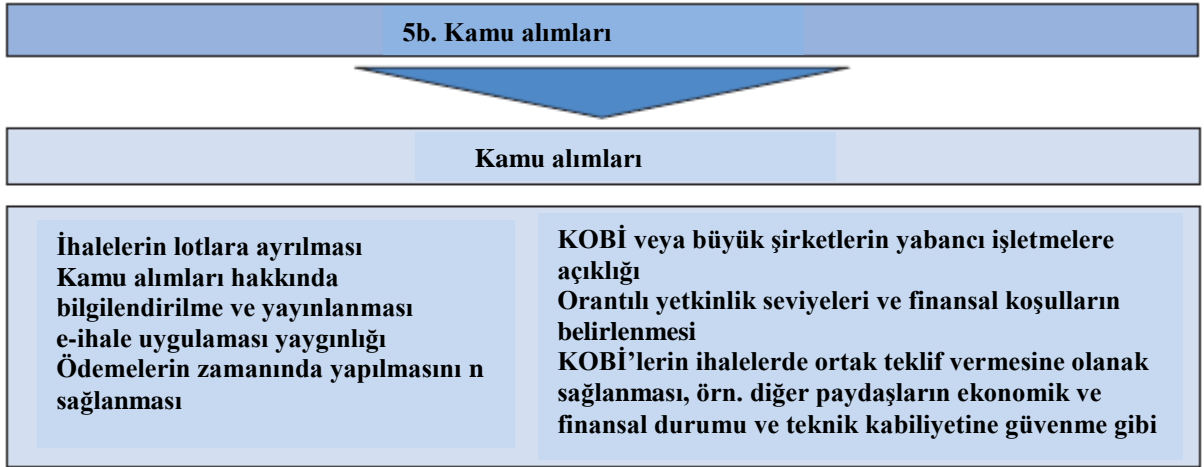 5b. Kamu alımları
Kamu alımları
İhalelerin lotlara ayrılması
Kamu alımları hakkında
bilgilendirilme ve yayınlanması
e-ihale uygulaması yaygınlığı
Ödemelerin zamanında yapılmasını n
sağlanması
KOBİ veya büyük şirketlerin yabancı işletmelere
açıklığı
Orantılı yetkinlik seviyeleri ve finansal koşulların
belirlenmesi
KOBİ’lerin ihalelerde ortak teklif vermesine olanak
sağlanması, örn. diğer paydaşların ekonomik ve
finansal durumu ve teknik kabiliyetine güvenme gibi